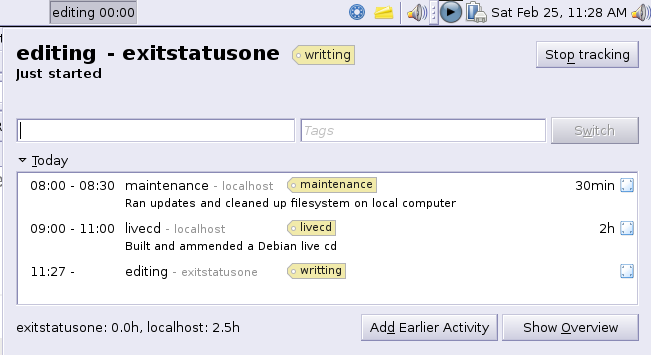 editing 00:00
Sat Feb 25, 11:28 AM
editing - exitstatusone writting
Stop tracking
Just started
Tags
Switch
Today
08:00 - 08:30 maintenance - localhost maintenance 30min
Ran updates and cleaned up filesystem on local computer
09:00 - 11:00 livecd - localhost livecd 2h
Built and ammended a Debian live cd
11:27 - editing - exitstatusone writting
exitstatusone: 0.0h, localhost: 2.5h
Add Earlier Activity
Show Overview